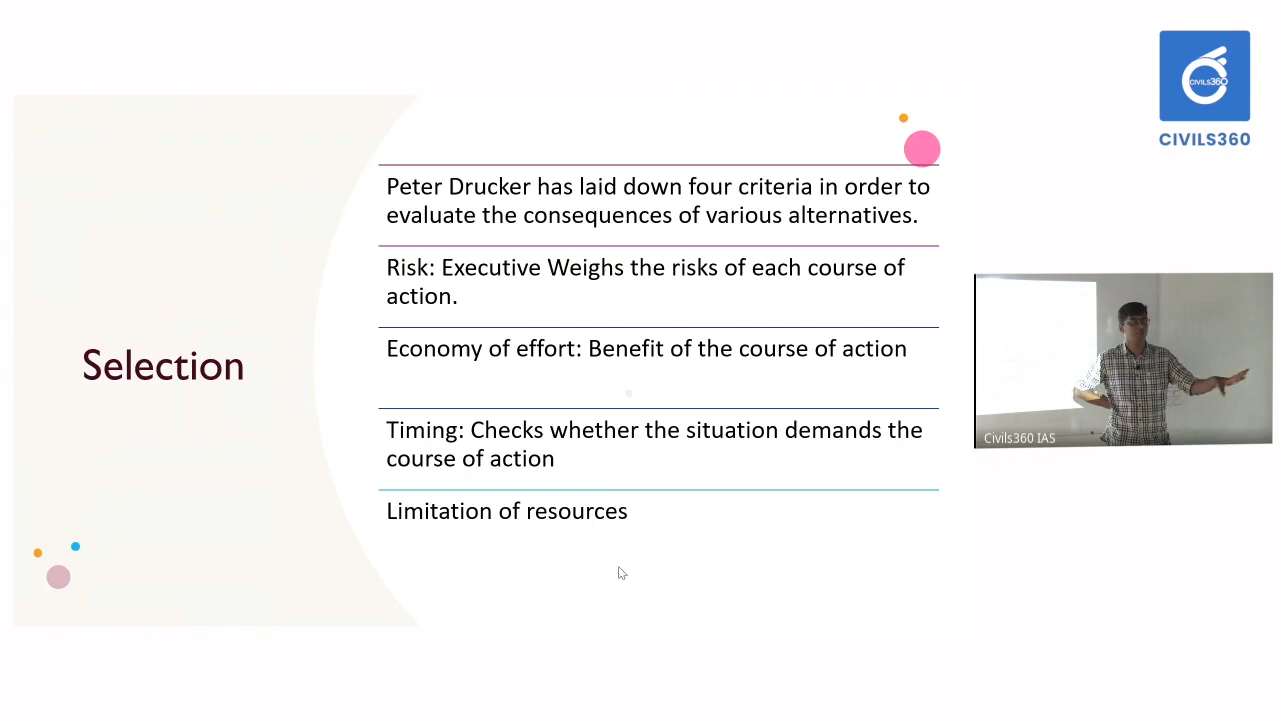 CIVILS360
CIVILS360
Peter Drucker has laid down four criteria in order to
evaluate the consequences of various alternatives.
Risk: Executive Weighs the risks of each course of
action.
Economy of effort: Benefit of the course of action
Selection
Timing: Checks whether the situation demands the
course of action
Limitation of resources
Civils360 IAS